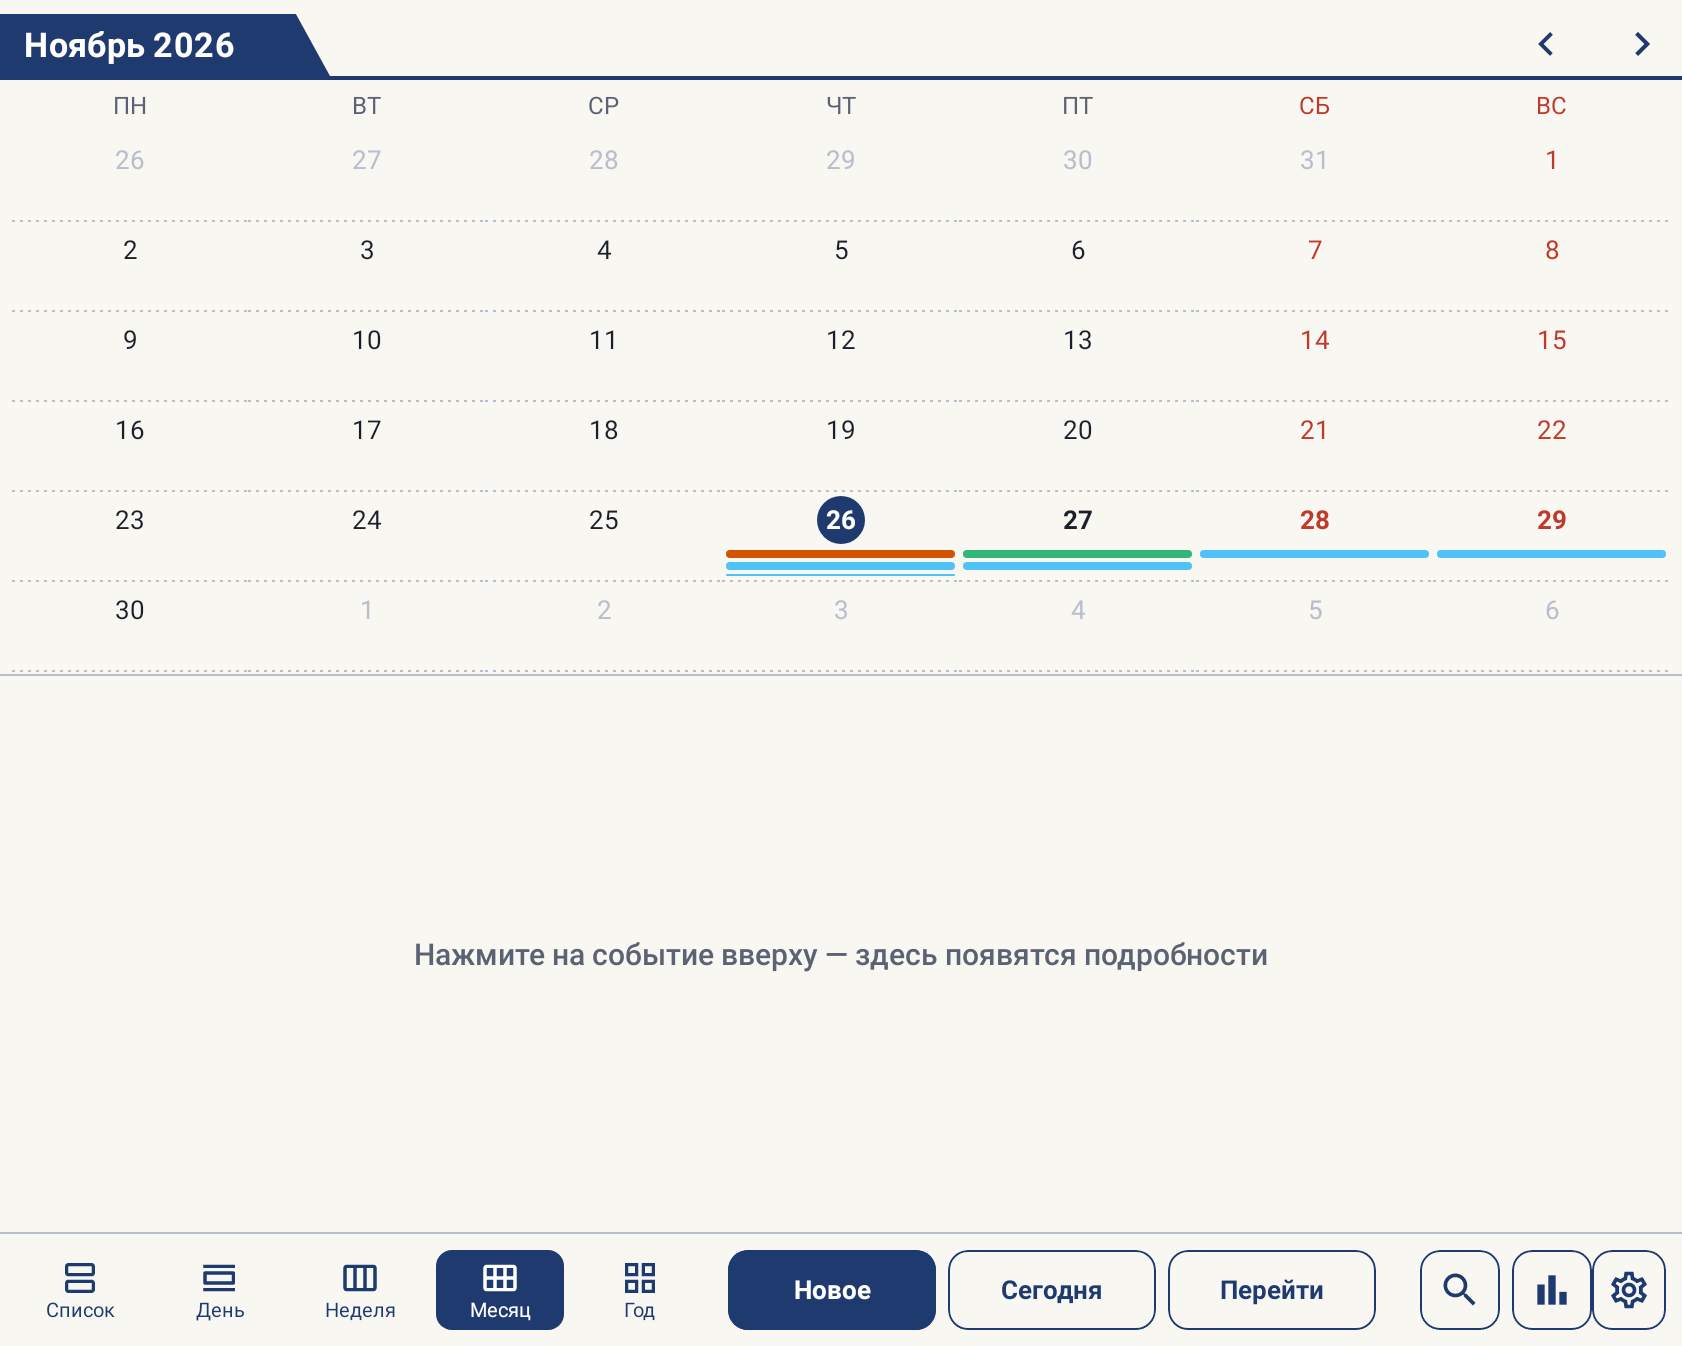 Ноябрь 2026
ПН ВТ СР ЧТ ПТ СБ ВС
26 27 28 29 30 31 1
2 3 4 5 6 7 8
9 10 11 12 13 14 15
16 17 18 19 20 21 22
23 24 25 26 27 28 29
30 1 2 3 4 5 6
Нажмите на событие вверху — здесь появятся подробности
Список День Неделя Месяц Год Новое Сегодня Перейти